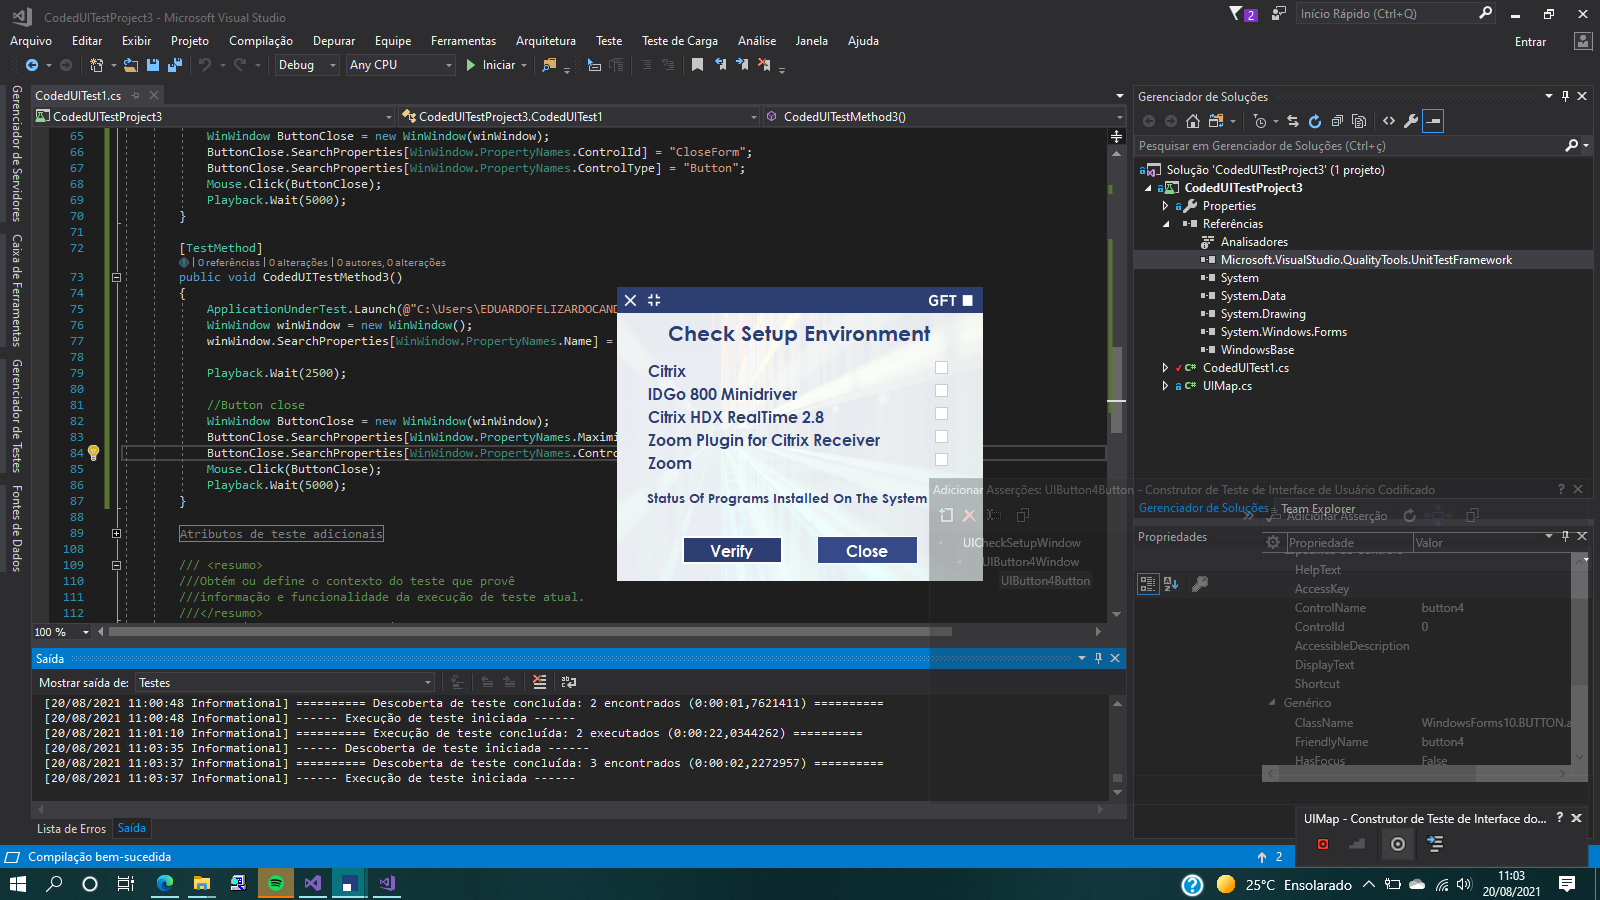 CodedUITestProject3 - Microsoft Visual Studio
2
Início Rápido (Ctrl+Q)
Arquivo Editar Exibir Projeto Compilação Depurar Equipe Ferramentas Arquitetura Teste Teste de Carga Análise Janela Ajuda
Entrar
Debug Any CPU Iniciar
Gerenciador de Servidores
Caixa de Ferramentas
Gerenciador de Testes
Fontes de Dados
CodedUITest1.cs
CodedUITestProject3 CodedUITestProject3.CodedUITest1 CodedUITestMethod3()
65 WinWindow ButtonClose = new WinWindow(winWindow);
66 ButtonClose.SearchProperties[WinWindow.PropertyNames.ControlId] = "CloseForm";
67 ButtonClose.SearchProperties[WinWindow.PropertyNames.ControlType] = "Button";
68 Mouse.Click(ButtonClose);
69 Playback.Wait(5000);
70 }
71
72 [TestMethod]
0 referências | 0 alterações | 0 autores, 0 alterações
73 public void CodedUITestMethod3()
74 {
75 ApplicationUnderTest.Launch(@"C:\Users\EDUARDOFELIZARDOCAND
76 WinWindow winWindow = new WinWindow();
77 winWindow.SearchProperties[WinWindow.PropertyNames.Name] =
78
79 Playback.Wait(2500);
80
81 //Button close
82 WinWindow ButtonClose = new WinWindow(winWindow);
83 ButtonClose.SearchProperties[WinWindow.PropertyNames.Maximi
84 ButtonClose.SearchProperties[WinWindow.PropertyNames.Contro
85 Mouse.Click(ButtonClose);
86 Playback.Wait(5000);
87 }
88
89 Atributos de teste adicionais
108
109 /// <resumo>
110 ///Obtém ou define o contexto do teste que provê
111 ///informação e funcionalidade da execução de teste atual.
112 ///</resumo>
100 %
GFT
Check Setup Environment
Citrix
IDGo 800 Minidriver
Citrix HDX RealTime 2.8
Zoom Plugin for Citrix Receiver
Zoom
Status Of Programs Installed On The System
Verify Close
Gerenciador de Soluções
Pesquisar em Gerenciador de Soluções (Ctrl+ç)
Solução 'CodedUITestProject3' (1 projeto)
CodedUITestProject3
Properties
Referências
Analisadores
Microsoft.VisualStudio.QualityTools.UnitTestFramework
System
System.Data
System.Drawing
System.Windows.Forms
WindowsBase
CodedUITest1.cs
UIMap.cs
Adicionar Asserções: UIButton4Button - Construtor de Teste de Interface de Usuário Codificado
Gerenciador de Soluções Team Explorer
Adicionar Asserção
Propriedades
UICheckSetupWindow
UIButton4Window
UIButton4Button
Propriedade Valor
HelpText
AccessKey
ControlName button4
ControlId 0
AccessibleDescription
DisplayText
Shortcut
Genérico
ClassName WindowsForms10.BUTTON.a
FriendlyName button4
HasFocus False
Saída
Mostrar saída de: Testes
[20/08/2021 11:00:48 Informational] ========== Descoberta de teste concluída: 2 encontrados (0:00:01,7621411) ==========
[20/08/2021 11:00:48 Informational] ------ Execução de teste iniciada ------
[20/08/2021 11:01:10 Informational] ========== Execução de teste concluída: 2 executados (0:00:22,0344262) ==========
[20/08/2021 11:03:35 Informational] ------ Descoberta de teste iniciada ------
[20/08/2021 11:03:37 Informational] ========== Descoberta de teste concluída: 3 encontrados (0:00:02,2272957) ==========
[20/08/2021 11:03:37 Informational] ------ Execução de teste iniciada ------
Lista de Erros Saída
UIMap - Construtor de Teste de Interface do...
Compilação bem-sucedida
2
25°C Ensolarado
11:03
20/08/2021